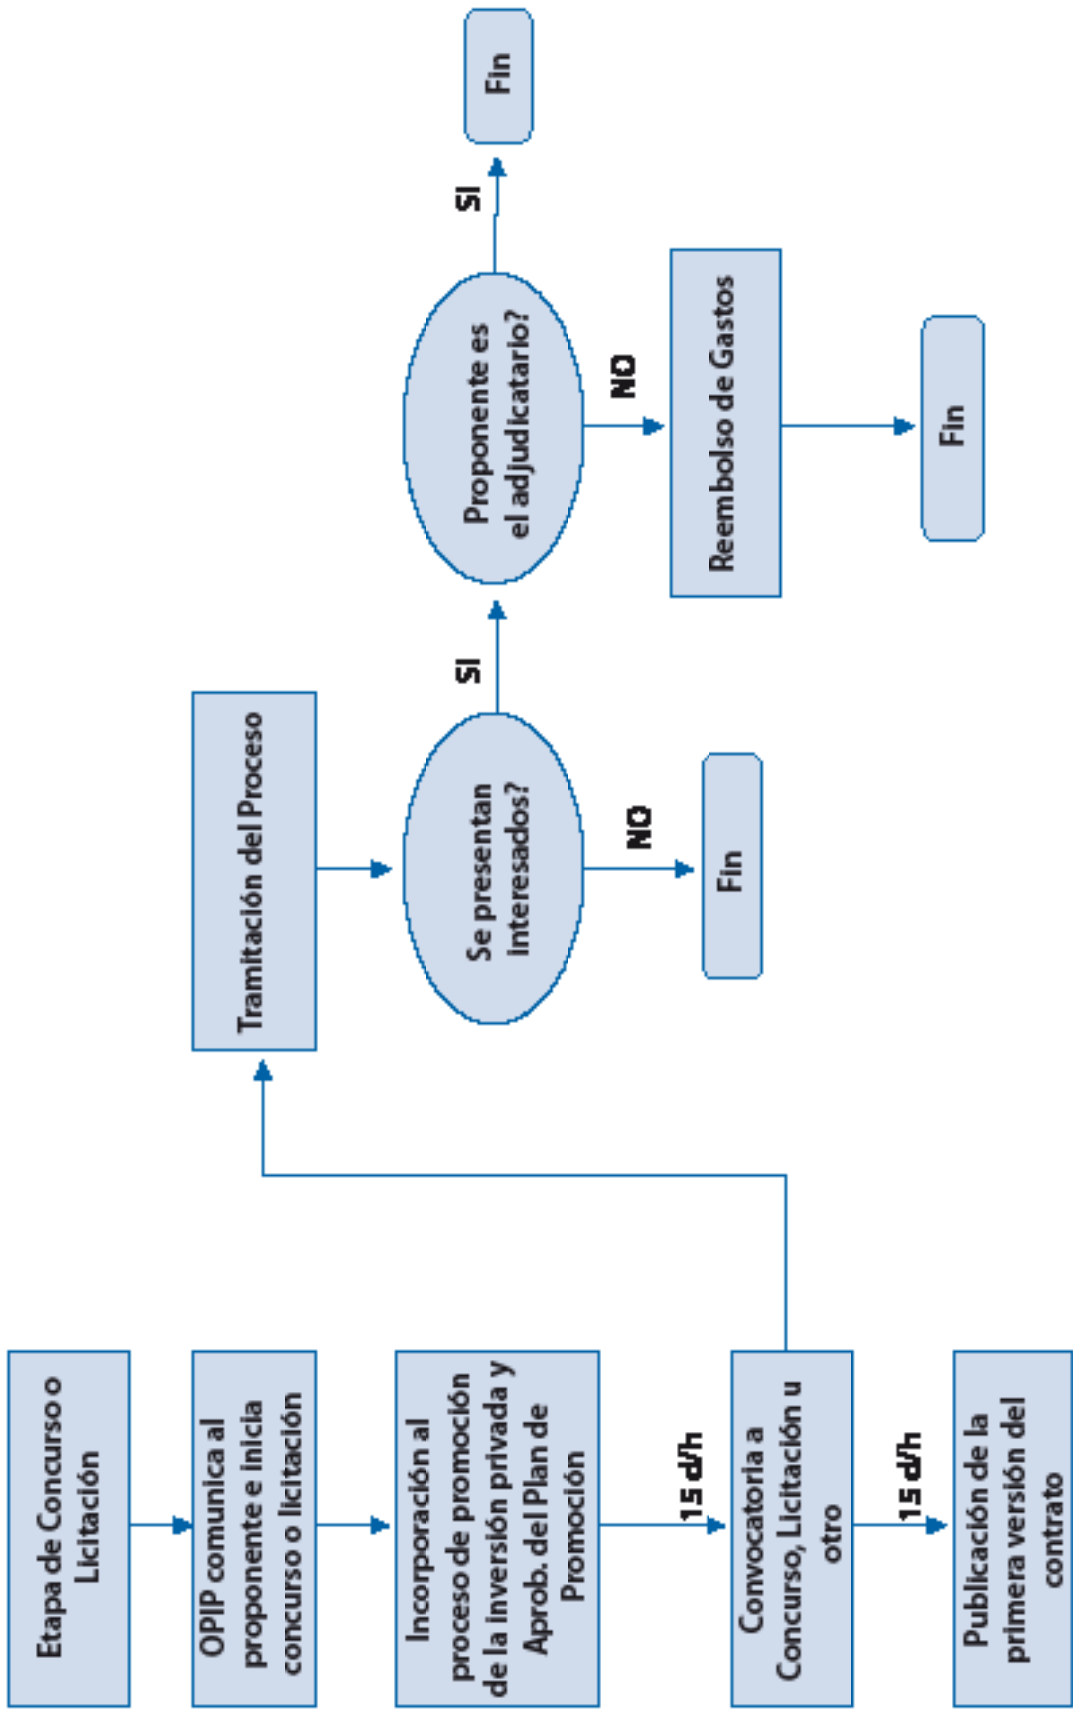 Etapa de Concurso o
Licitación
OPIP comunica al
proponente e inicia
concurso o licitación
Incorporación al
proceso de promoción
de la inversión privada y
Aprob. del Plan de
Promoción
15 d/h
Convocatoria a
Concurso, Licitación u
otro
15 d/h
Publicación de la
primera versión del
contrato
Tramitación del Proceso
Se presentan
interesados?
NO
Fin
SI
Proponente es
el adjudicatario?
NO
Reembolso de Gastos
Fin
SI
Fin